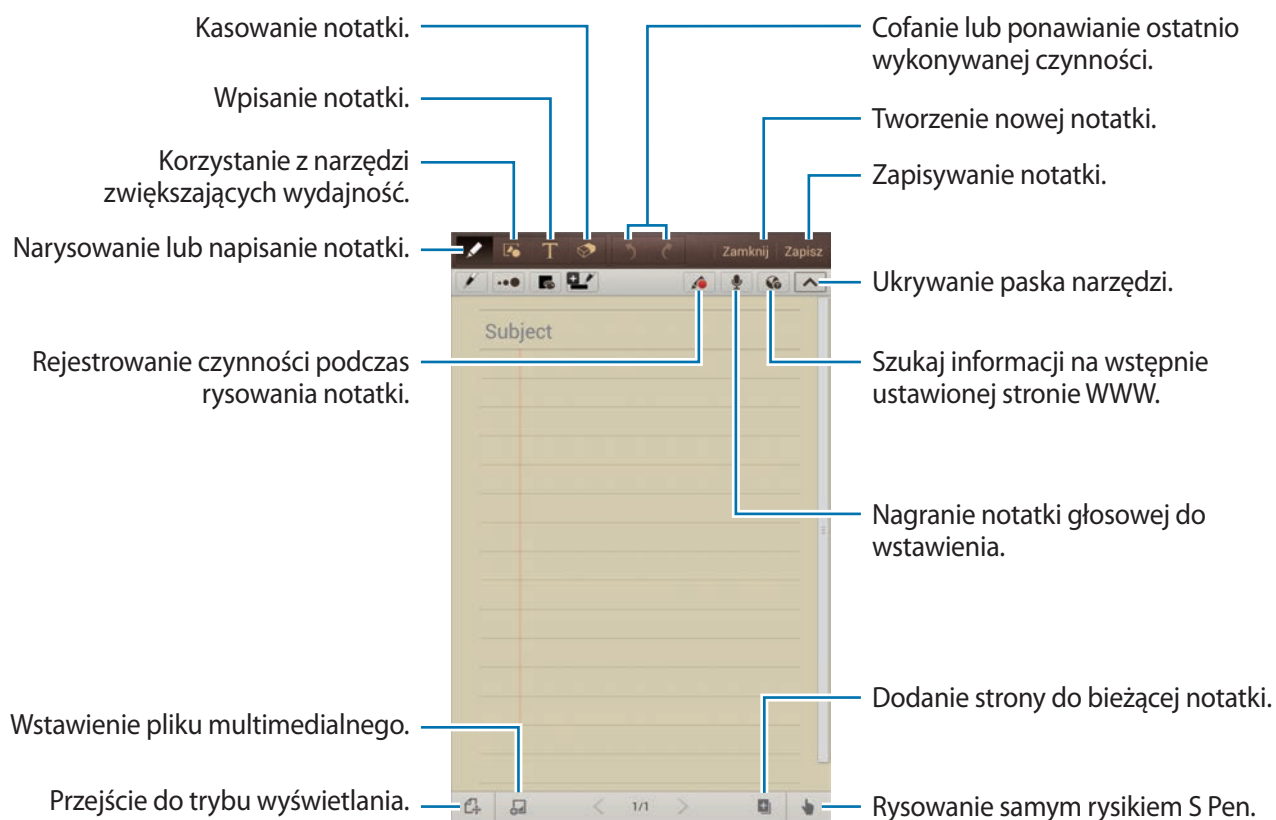 Kasowanie notatki.
Wpisanie notatki.
Korzystanie z narzędzi
zwiększających wydajność.
Narysowanie lub napisanie notatki.
Rejestrowanie czynności podczas
rysowania notatki.
Wstawienie pliku multimedialnego.
Przejście do trybu wyświetlania.
T
Zamknij
Zapisz
Subject
1/1
Cofanie lub ponawianie ostatnio
wykonywanej czynności.
Tworzenie nowej notatki.
Zapisywanie notatki.
Ukrywanie paska narzędzi.
Szukaj informacji na wstępnie
ustawionej stronie WWW.
Nagranie notatki głosowej do
wstawienia.
Dodanie strony do bieżącej notatki.
Rysowanie samym rysikiem S Pen.